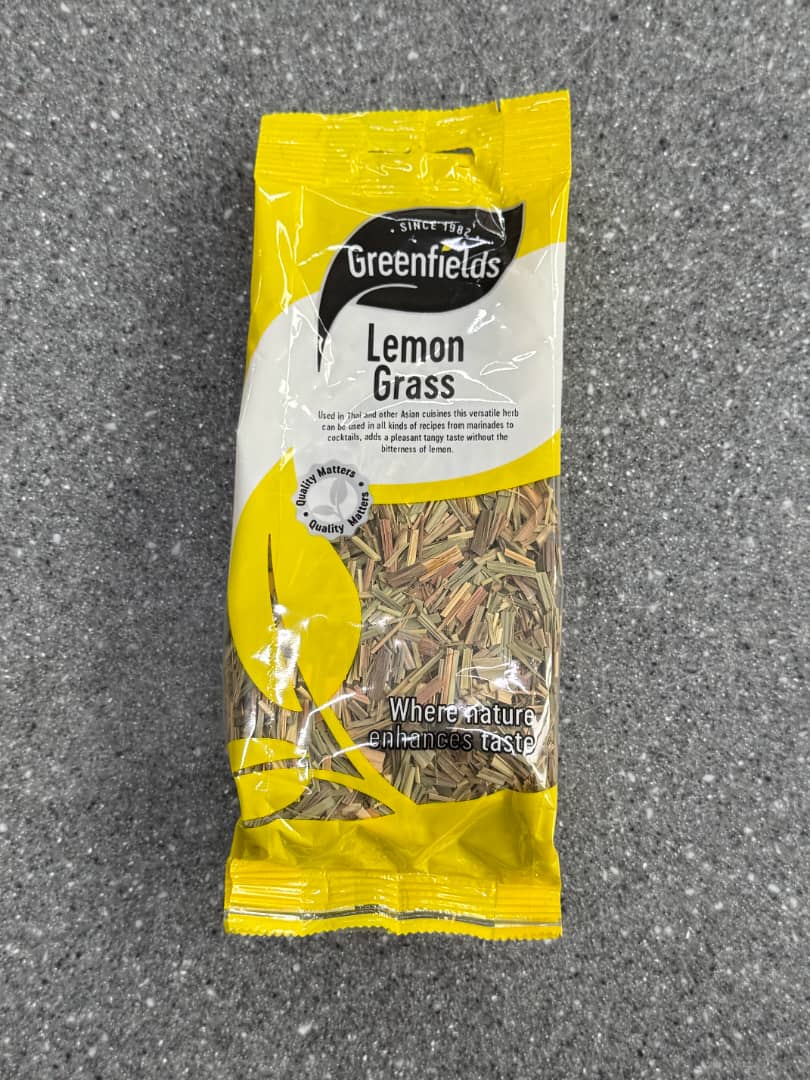 • SINCE 1982 •
Greenfields
Lemon
Grass
Used in Thai and other Asian cuisines this versatile herb
can be used in all kinds of recipes from marinades to
cocktails, adds a pleasant tangy taste without the
bitterness of lemon.
Quality Matters •
Quality Matters •
Where nature
enhances taste